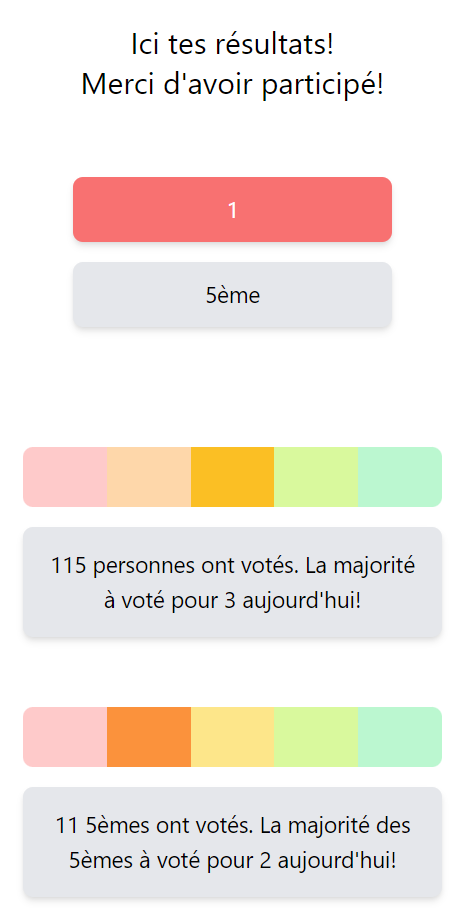 Ici tes résultats!
Merci d'avoir participé!
1
5ème
115 personnes ont votés. La majorité
à voté pour 3 aujourd'hui!
11 5èmes ont votés. La majorité des
5èmes à voté pour 2 aujourd'hui!